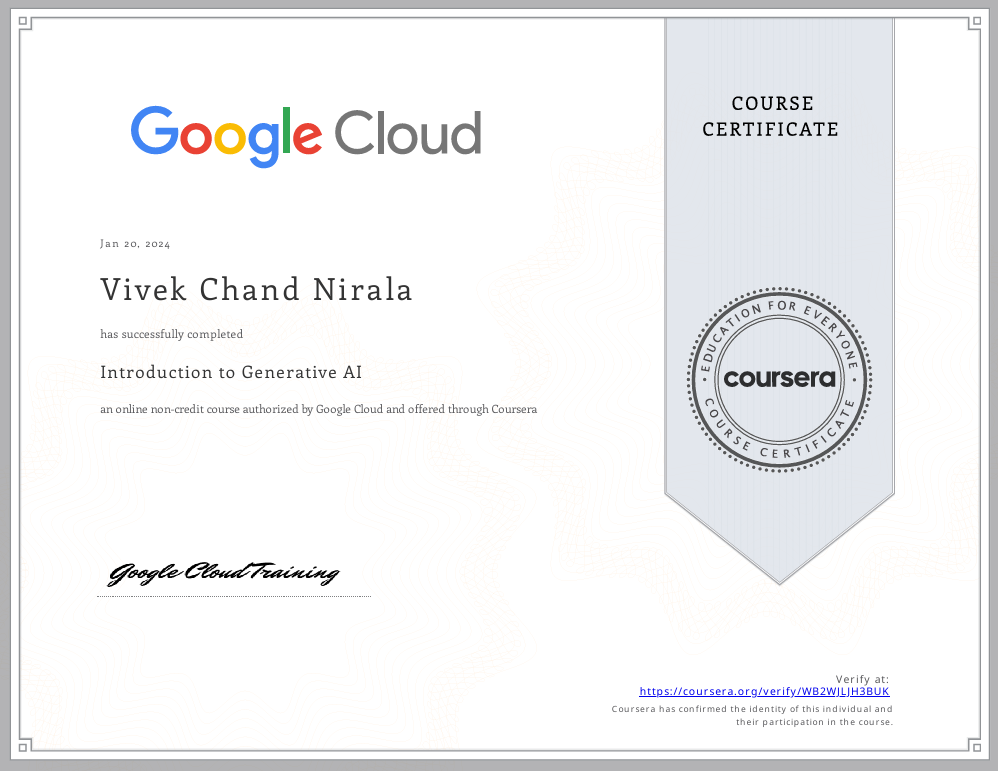 Google Cloud
COURSE
CERTIFICATE
Jan 20, 2024
Vivek Chand Nirala
has successfully completed
Introduction to Generative AI
an online non-credit course authorized by Google Cloud and offered through Coursera
EDUCATION FOR EVERYONE
coursera
COURSE CERTIFICATE
Google Cloud Training
Verify at:
https://coursera.org/verify/WB2WJLJH3BUK
Coursera has confirmed the identity of this individual and
their participation in the course.